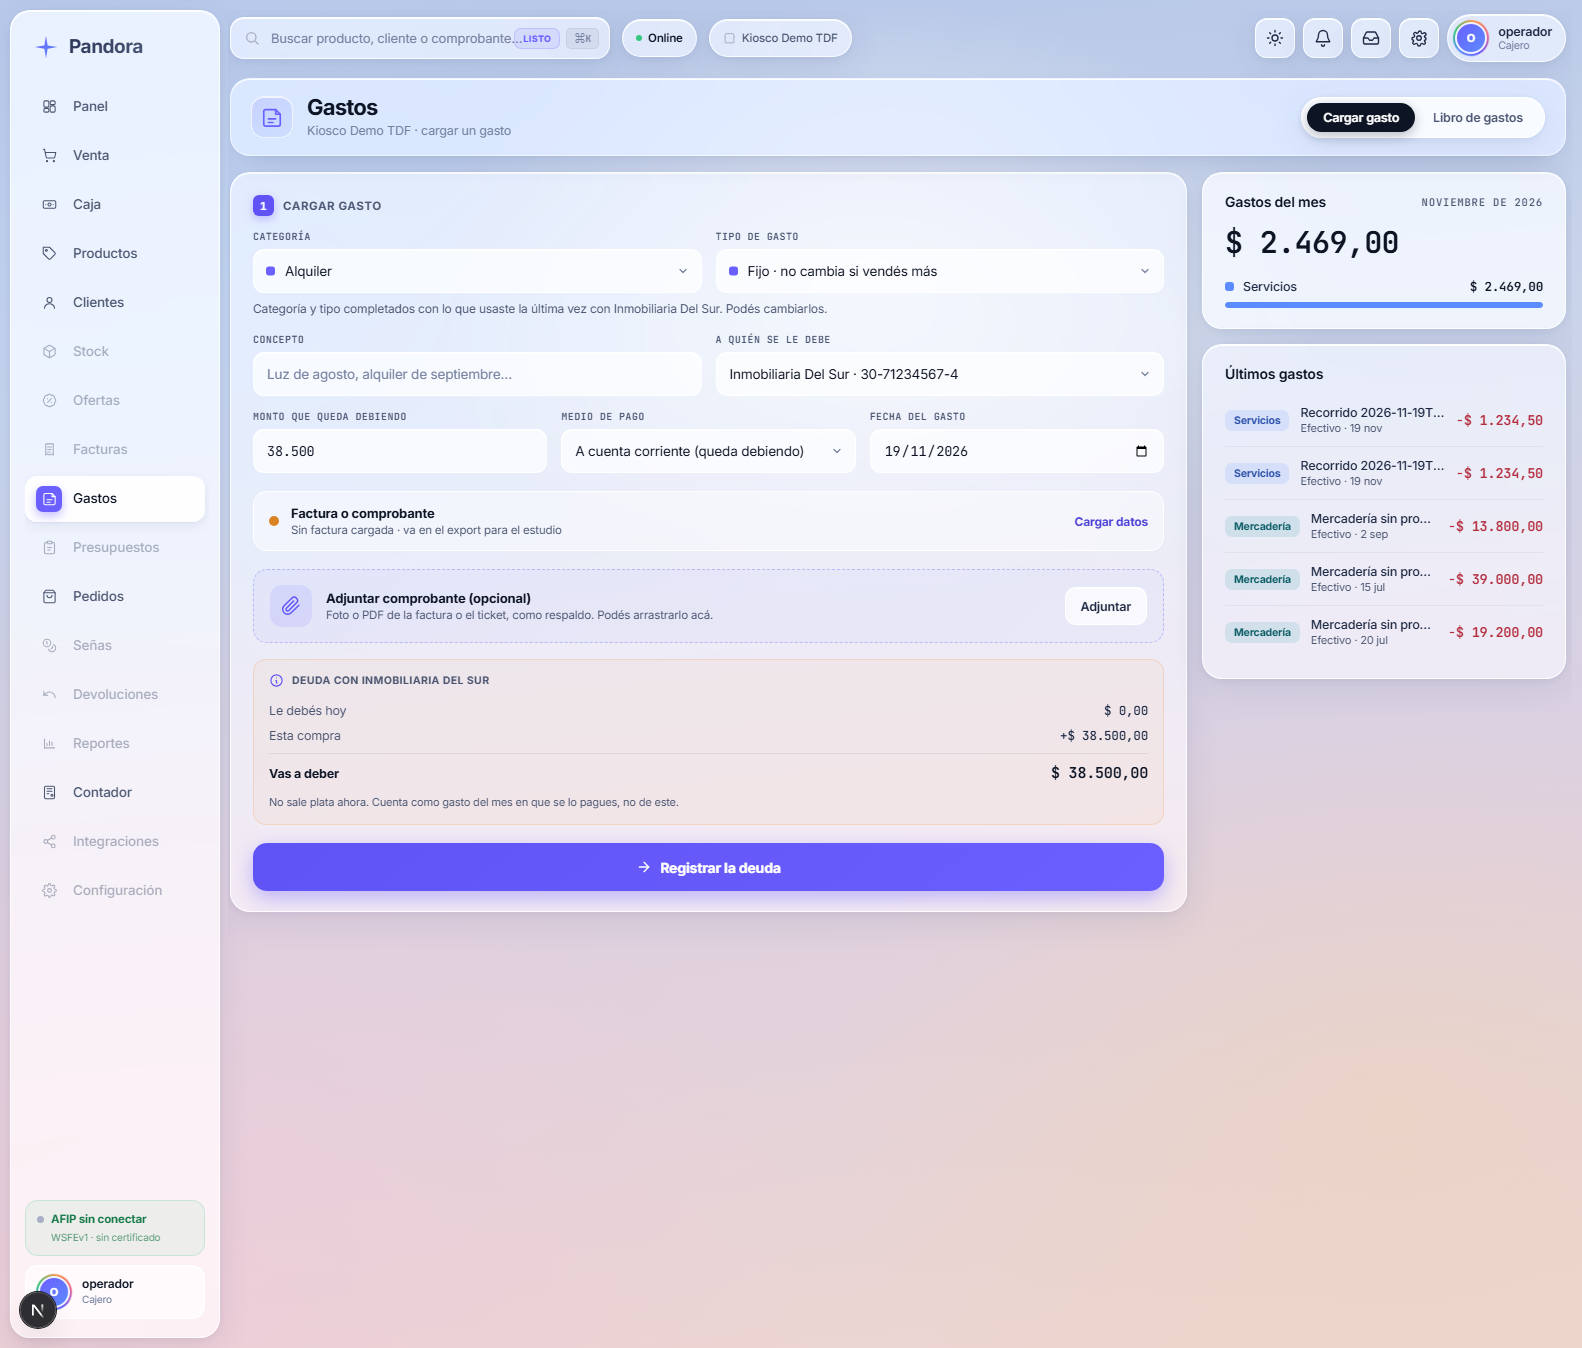 Pandora
Panel
Venta
Caja
Productos
Clientes
Stock
Ofertas
Facturas
Gastos
Presupuestos
Pedidos
Señas
Devoluciones
Reportes
Contador
Integraciones
Configuración
AFIP sin conectar
WSFEv1 · sin certificado
O
operador
Cajero
N
Buscar producto, cliente o comprobante...
LISTO
⌘K
Online
Kiosco Demo TDF
O
operador
Cajero
Gastos
Kiosco Demo TDF · cargar un gasto
Cargar gasto
Libro de gastos
1 CARGAR GASTO
CATEGORÍA
Alquiler
TIPO DE GASTO
Fijo · no cambia si vendés más
Categoría y tipo completados con lo que usaste la última vez con Inmobiliaria Del Sur. Podés cambiarlos.
CONCEPTO
Luz de agosto, alquiler de septiembre...
A QUIÉN SE LE DEBE
Inmobiliaria Del Sur · 30-71234567-4
MONTO QUE QUEDA DEBIENDO
38.500
MEDIO DE PAGO
A cuenta corriente (queda debiendo)
FECHA DEL GASTO
19/11/2026
Factura o comprobante
Sin factura cargada · va en el export para el estudio
Cargar datos
Adjuntar comprobante (opcional)
Foto o PDF de la factura o el ticket, como respaldo. Podés arrastrarlo acá.
Adjuntar
DEUDA CON INMOBILIARIA DEL SUR
Le debés hoy $ 0,00
Esta compra +$ 38.500,00
Vas a deber $ 38.500,00
No sale plata ahora. Cuenta como gasto del mes en que se lo pagues, no de este.
Registrar la deuda
Gastos del mes
NOVIEMBRE DE 2026
$ 2.469,00
Servicios $ 2.469,00
Últimos gastos
Servicios
Recorrido 2026-11-19T...
Efectivo · 19 nov
-$ 1.234,50
Servicios
Recorrido 2026-11-19T...
Efectivo · 19 nov
-$ 1.234,50
Mercadería
Mercadería sin pro...
Efectivo · 2 sep
-$ 13.800,00
Mercadería
Mercadería sin pro...
Efectivo · 15 jul
-$ 39.000,00
Mercadería
Mercadería sin pro...
Efectivo · 20 jul
-$ 19.200,00